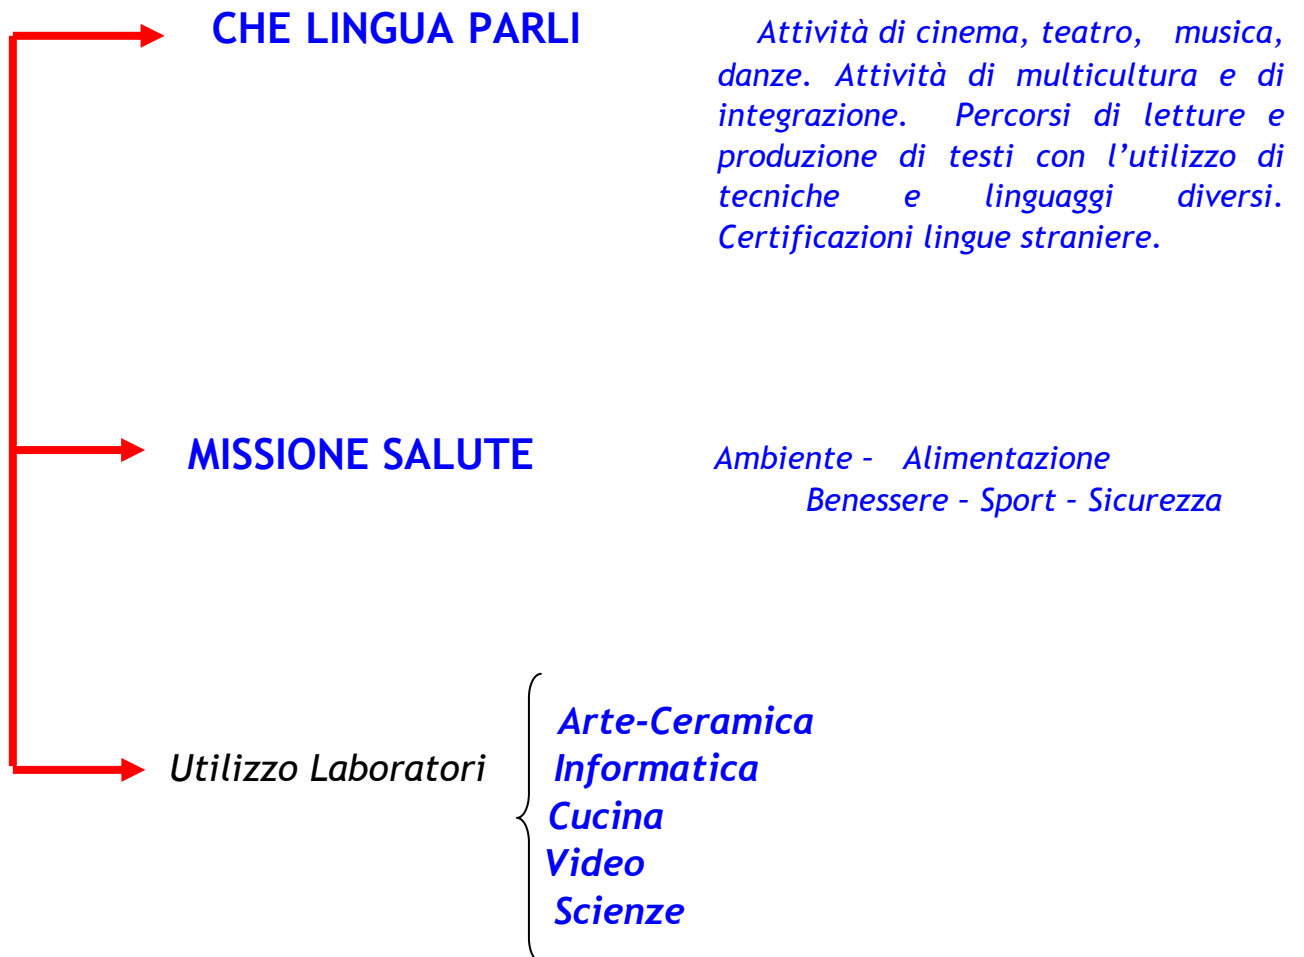 CHE LINGUA PARLI
Attività di cinema, teatro, musica,
danze. Attività di multicultura e di
integrazione. Percorsi di letture e
produzione di testi con l’utilizzo di
tecniche e linguaggi diversi.
Certificazioni lingue straniere.
MISSIONE SALUTE
Ambiente – Alimentazione
Benessere – Sport – Sicurezza
Utilizzo Laboratori
Arte-Ceramica
Informatica
Cucina
Video
Scienze